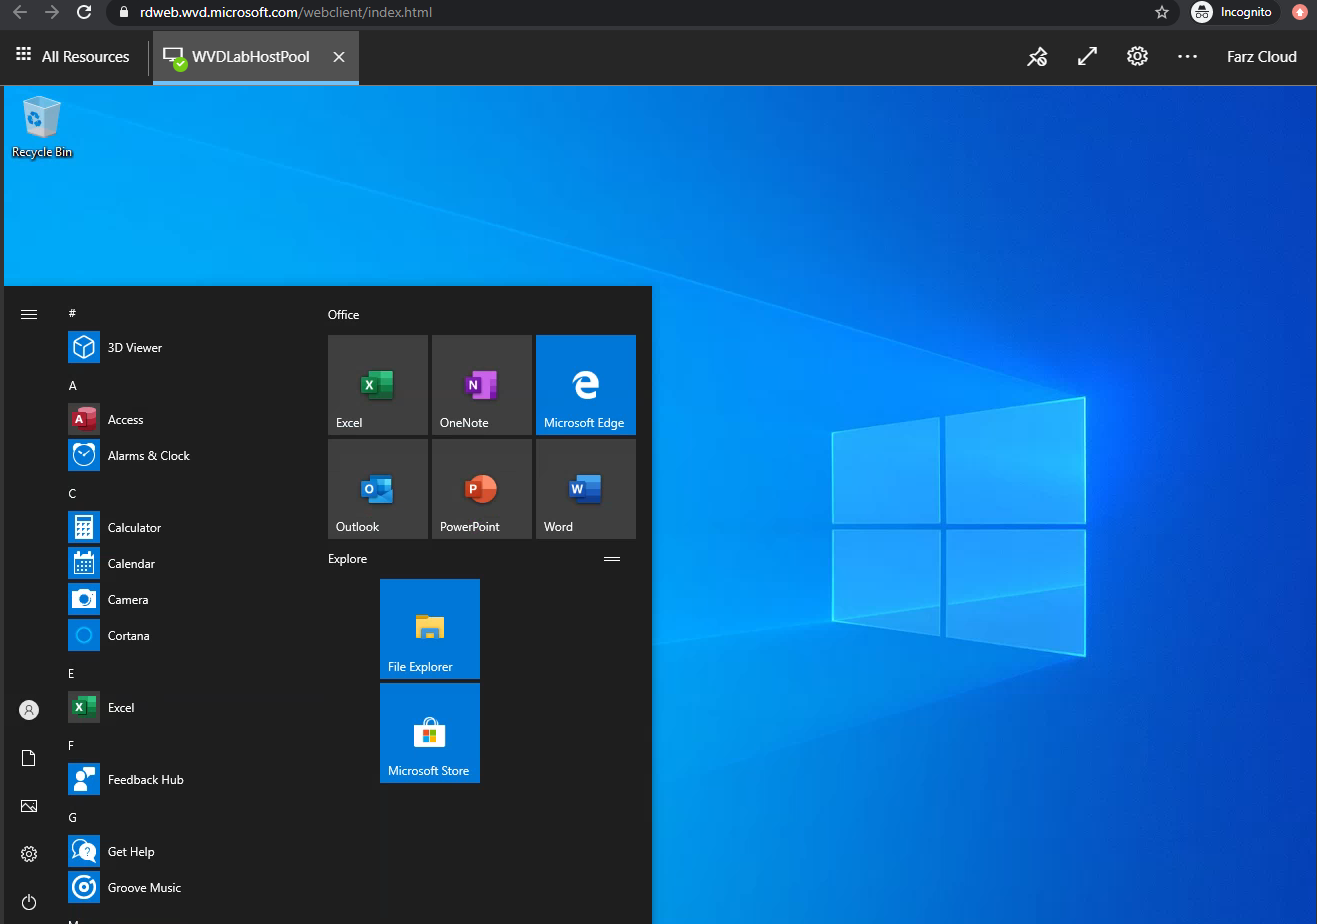 rdweb.wvd.microsoft.com/webclient/index.html
Incognito
All Resources
WVDLabHostPool
Farz Cloud
Recycle Bin
#
3D Viewer
A
Access
Alarms & Clock
C
Calculator
Calendar
Camera
Cortana
E
Excel
F
Feedback Hub
G
Get Help
Groove Music
M
Office
Excel
OneNote
Microsoft Edge
Outlook
PowerPoint
Word
Explore
File Explorer
Microsoft Store